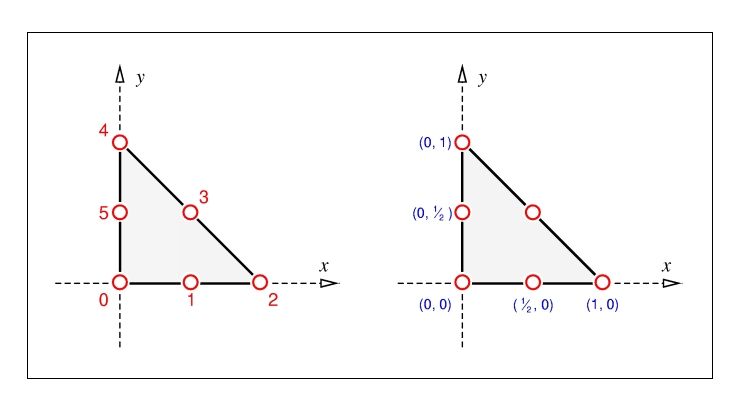 y
4
3
5
x
0
1
2
y
(0, 1)
(0, ½ )
x
(0, 0)
( ½ , 0)
(1, 0)